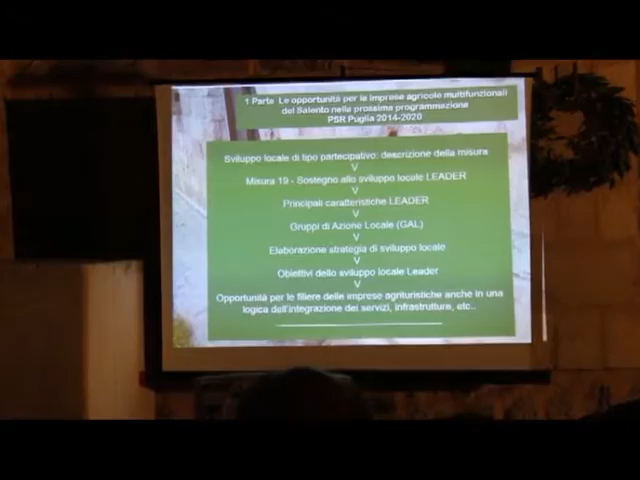 1 Parte Le opportunità per le imprese agricole multifunzionali
del Salento nella prossima programmazione
PSR Puglia 2014-2020
Sviluppo locale di tipo partecipativo: descrizione della misura
V
Misura 19 - Sostegno allo sviluppo locale LEADER
V
Principali caratteristiche LEADER
V
Gruppi di Azione Locale (GAL)
V
Elaborazione strategia di sviluppo locale
V
Obiettivi dello sviluppo locale Leader
V
Opportunità per le filiere delle imprese agrituristiche anche in una
logica dell'integrazione dei servizi, infrastrutture, etc..